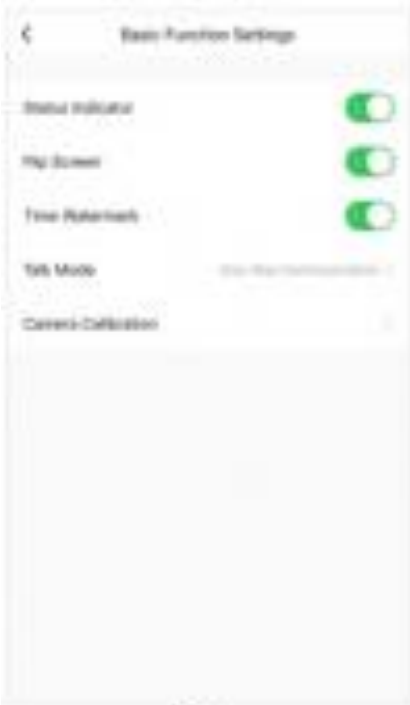 Basic Function Settings
Status Indicator
Flip Screen
Time Watermark
Talk Mode
Camera Calibration